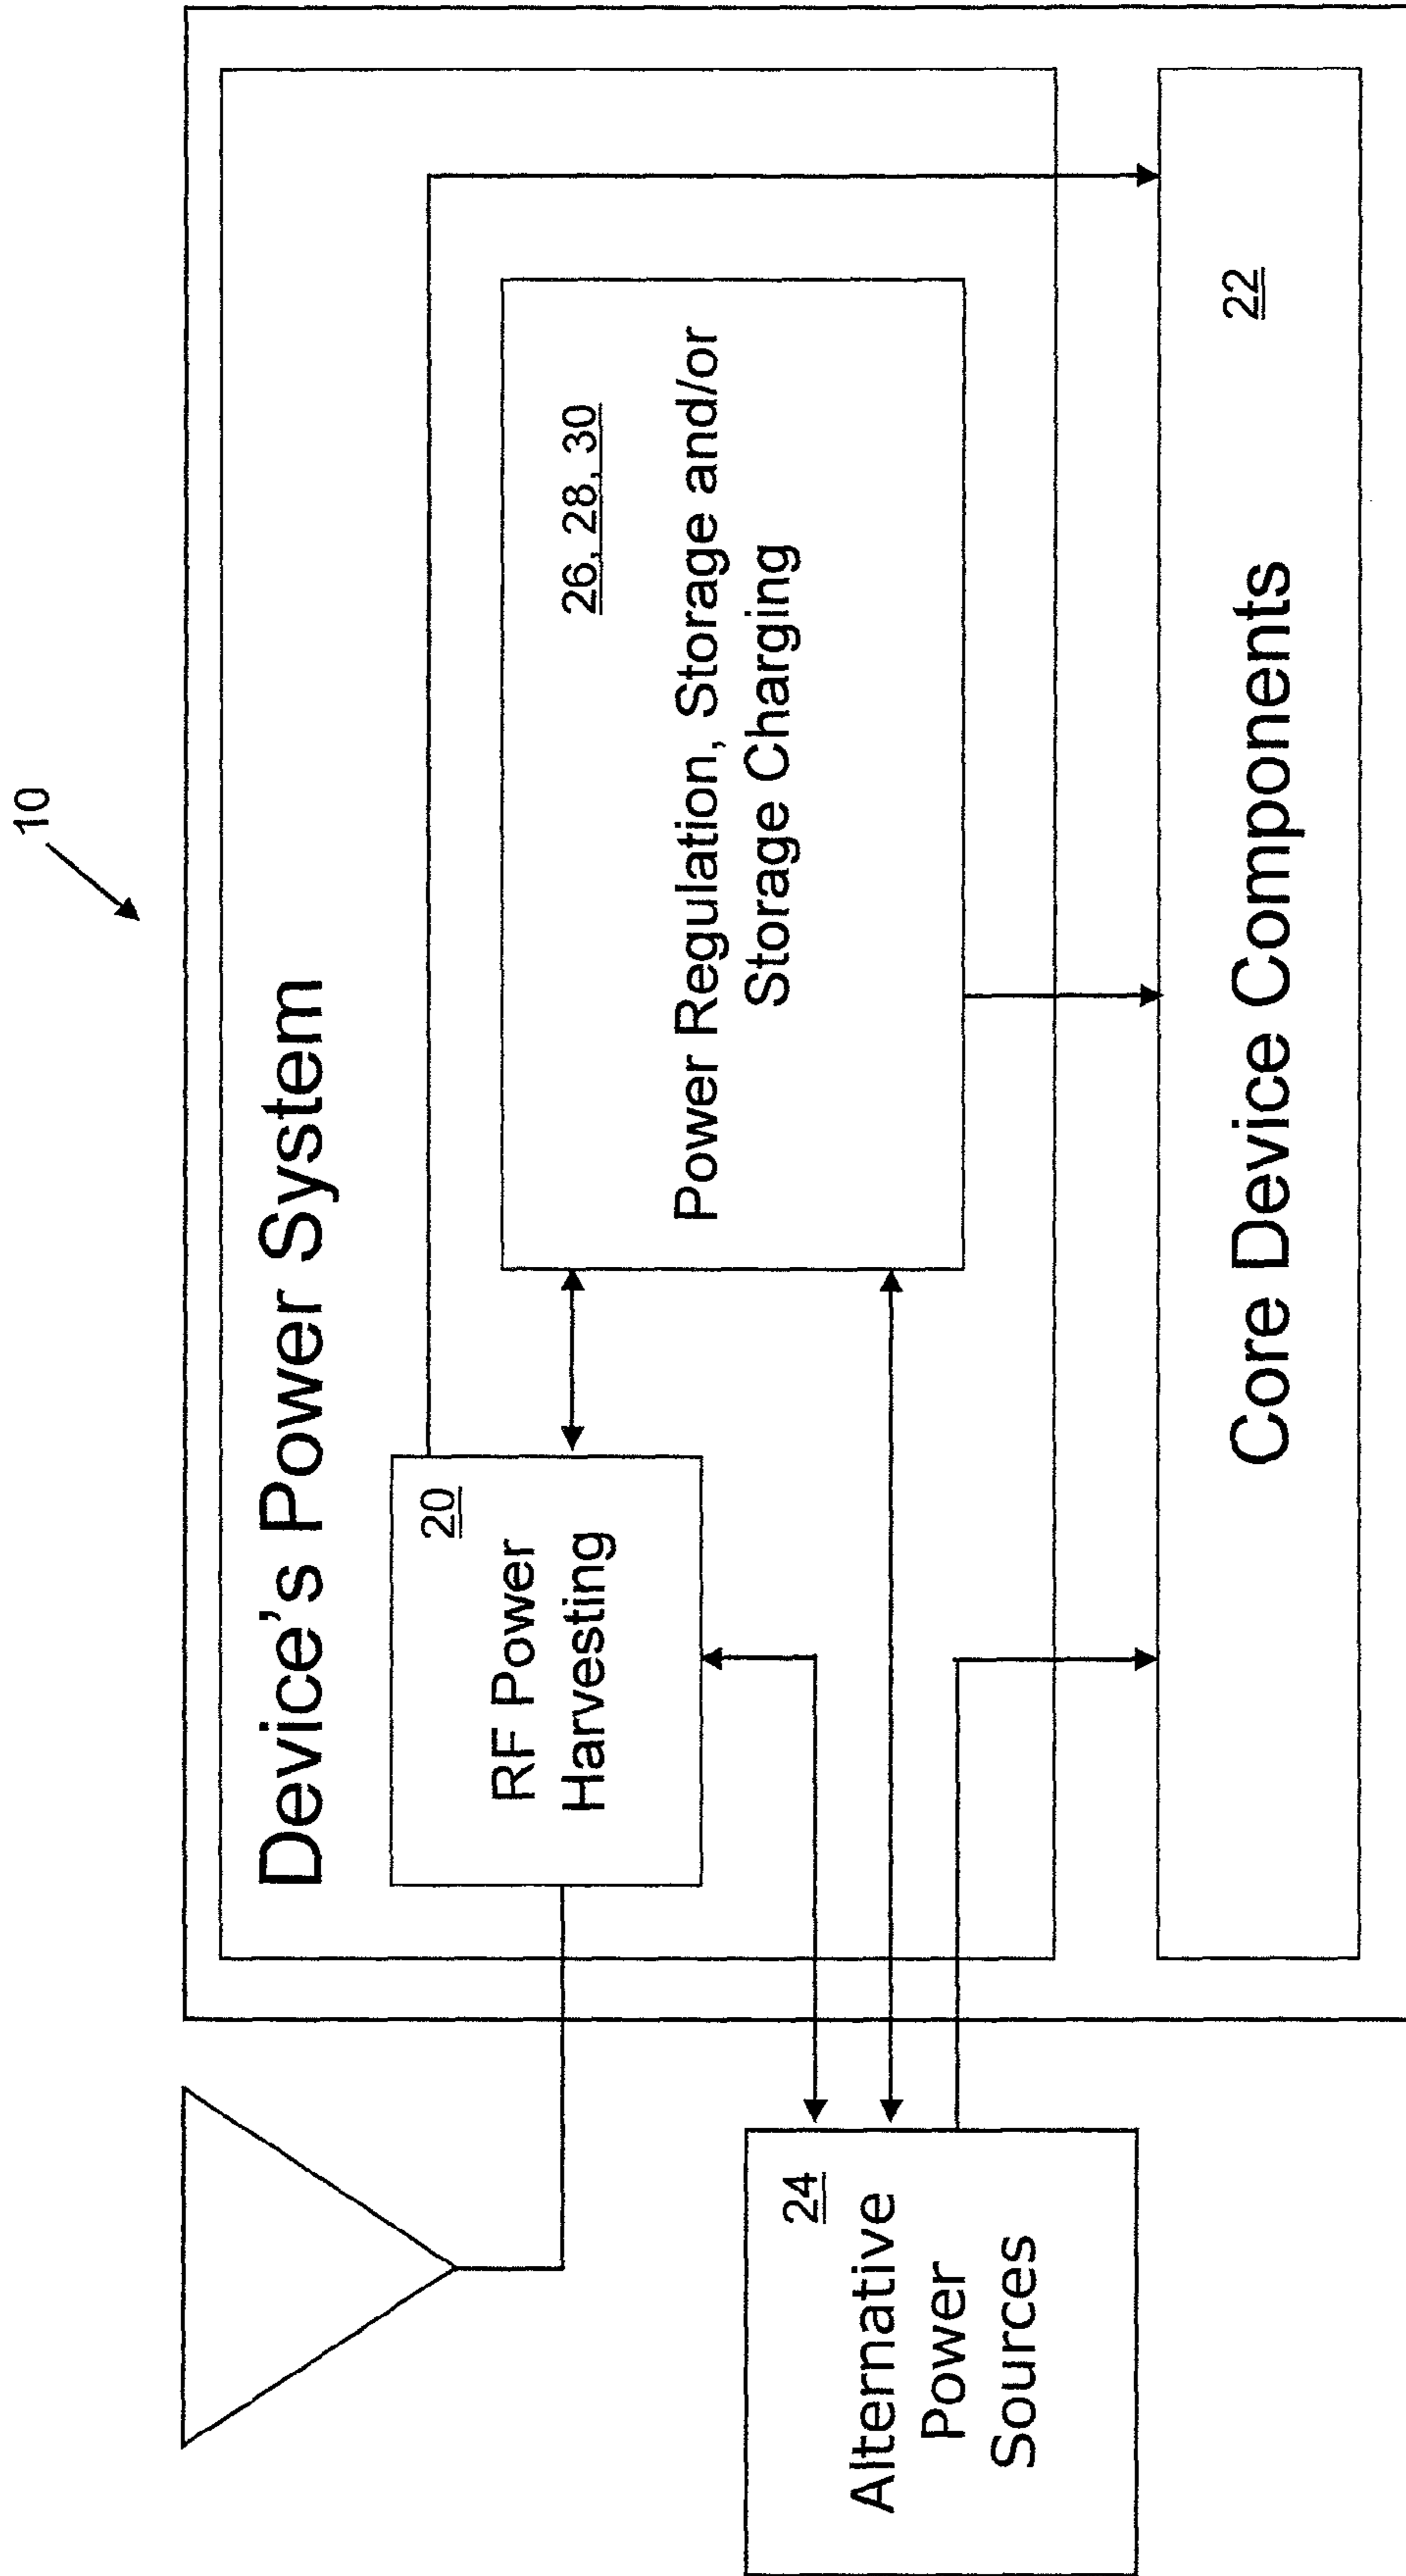 10
Device's Power System
20
RF Power
Harvesting
26, 28, 30
Power Regulation, Storage and/or
Storage Charging
24
Alternative
Power
Sources
22
Core Device Components